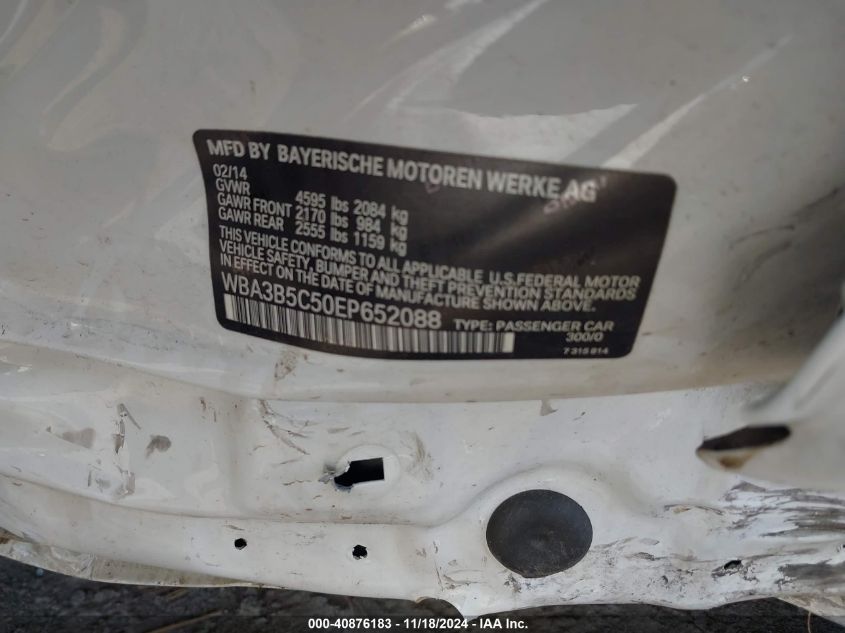 MFD BY BAYERISCHE MOTOREN WERKE AG
02/14
GVWR 4595 lbs 2084 kg
GAWR FRONT 2170 lbs 984 kg
GAWR REAR 2555 lbs 1159 kg
THIS VEHICLE CONFORMS TO ALL APPLICABLE U.S.FEDERAL MOTOR
VEHICLE SAFETY, BUMPER AND THEFT PREVENTION STANDARDS
IN EFFECT ON THE DATE OF MANUFACTURE SHOWN ABOVE.
WBA3B5C50EP652088 TYPE: PASSENGER CAR
300/0
7 315 814
000-40876183 - 11/18/2024 - IAA Inc.